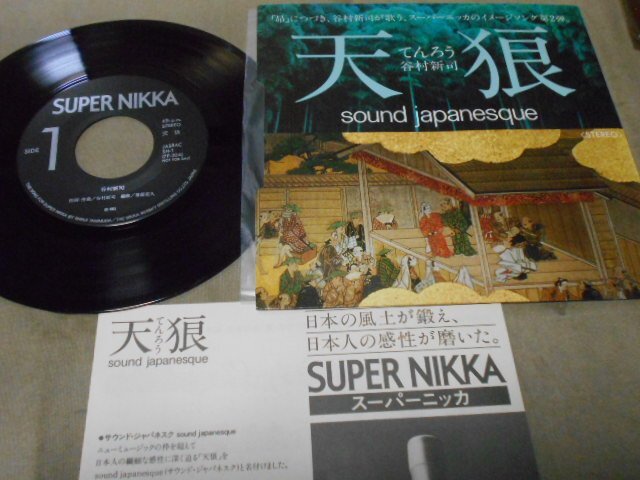 「昴」につづき、谷村新司が歌う、スーパーニッカのイメージソング第2弾。
天狼
てんろう
谷村新司
sound japanesque
〈STEREO〉
SUPER NIKKA
SIDE
1
STEREO
天狼
JASRAC
NOT FOR SALE
谷村新司
天狼
てんろう
sound japanesque
●サウンド・ジャパネスク sound japanesque
ニューミュージックの枠を超えて
日本人の繊細な感性に深く迫る「天狼」を
sound japanesque(サウンド・ジャパネスク)と名付けました。
日本の風土が鍛え、
日本人の感性が磨いた。
SUPER NIKKA
スーパーニッカ